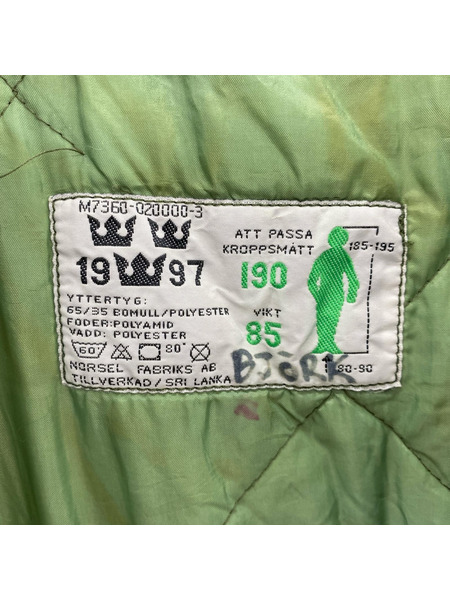 M7360-020000-3
1997
YTTERTYG:
65/35 BOMULL/POLYESTER
FODER:POLYAMID
VADD: POLYESTER
60° 80°
NORSEL FABRIKS AB
TILLVERKAD/SRI LANKA
ATT PASSA
KROPPSMÅTT
190
VIKT
85
185-195
80-90
BJÖRK